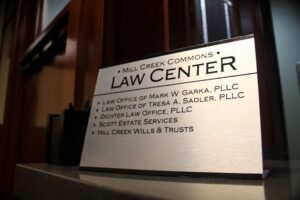 • Mill Creek Commons •
Law Center
• Law Office of Mark W Garka, PLLC
• Law Office of Tresa A. Sadler, PLLC
• Dichter Law Office, PLLC
• Scott Estate Services
• Mill Creek Wills & Trusts